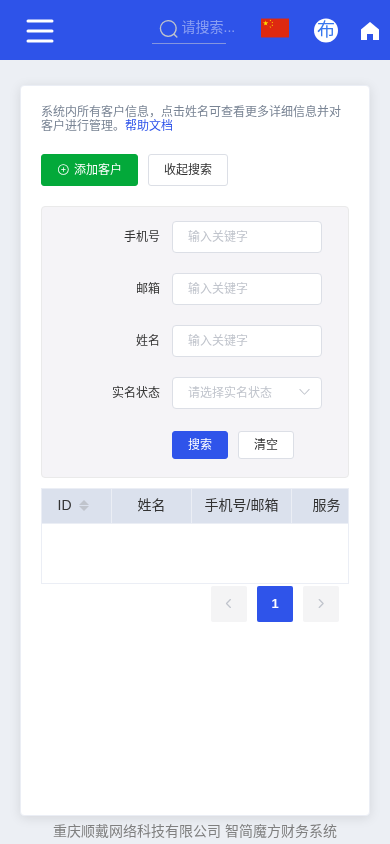 请搜索...
布
系统内所有客户信息，点击姓名可查看更多详细信息并对
客户进行管理。帮助文档
添加客户 收起搜索
手机号 输入关键字
邮箱 输入关键字
姓名 输入关键字
实名状态 请选择实名状态
搜索 清空
ID 姓名 手机号/邮箱 服务
1
重庆顺戴网络科技有限公司 智简魔方财务系统